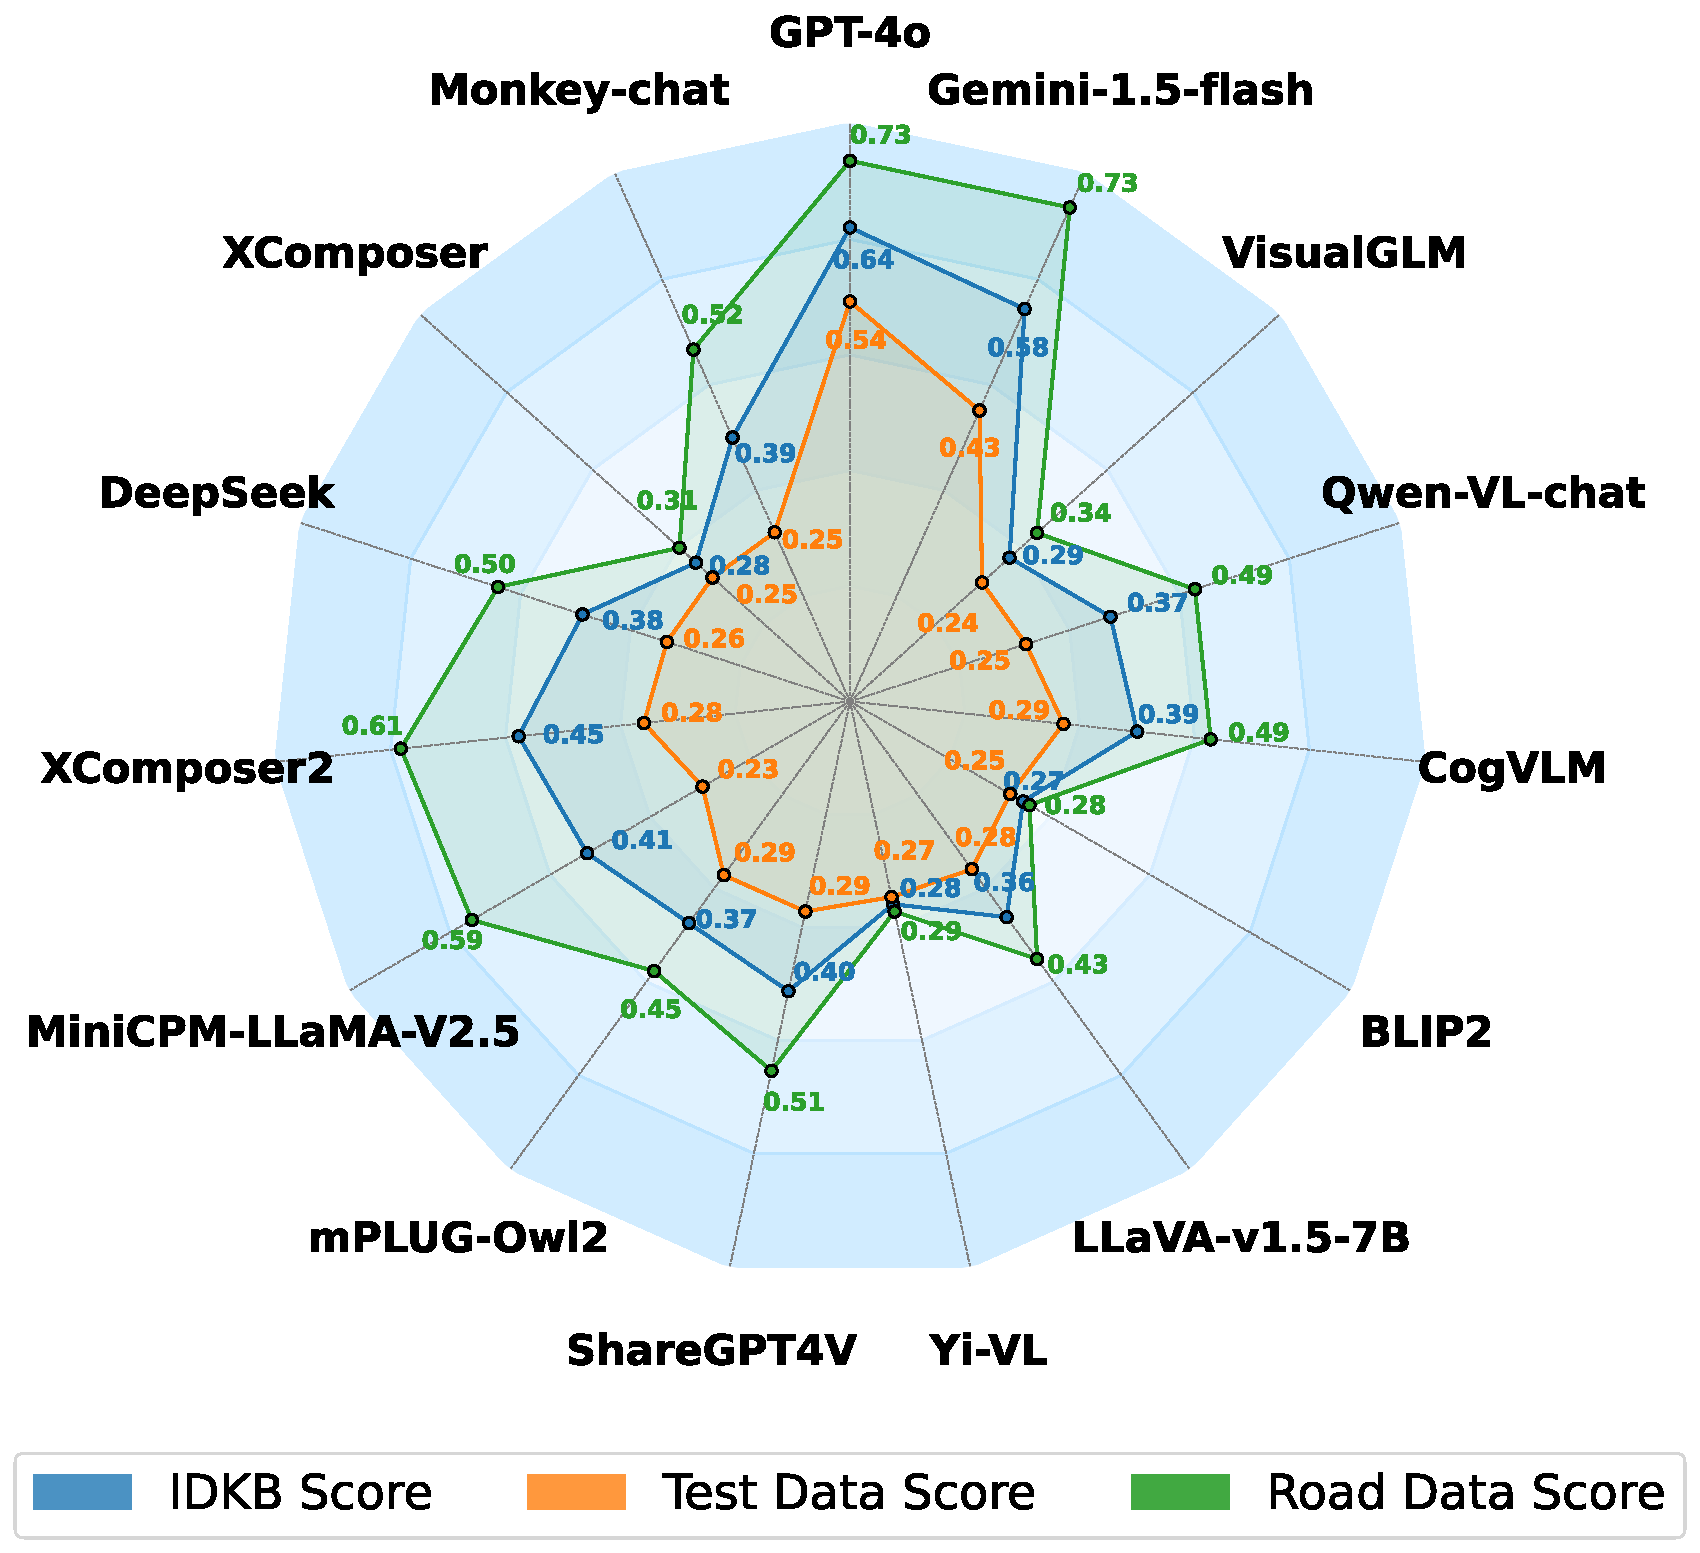 GPT-4o
Monkey-chat
Gemini-1.5-flash
0.73
0.73
XComposer
VisualGLM
0.64
0.52
0.54
0.58
0.39
0.43
DeepSeek
Qwen-VL-chat
0.31
0.34
0.25
0.29
0.50
0.28
0.49
0.25
0.37
0.38
0.24
0.26
0.25
0.61
0.28
0.29
0.39
0.45
0.49
XComposer2
CogVLM
0.23
0.25
0.27
0.28
0.41
0.28
0.29
0.27
0.59
0.29
0.28
0.36
0.37
0.29
0.40
0.43
0.45
MiniCPM-LLaMA-V2.5
BLIP2
0.51
mPLUG-Owl2
LLaVA-v1.5-7B
ShareGPT4V
Yi-VL
IDKB Score
Test Data Score
Road Data Score